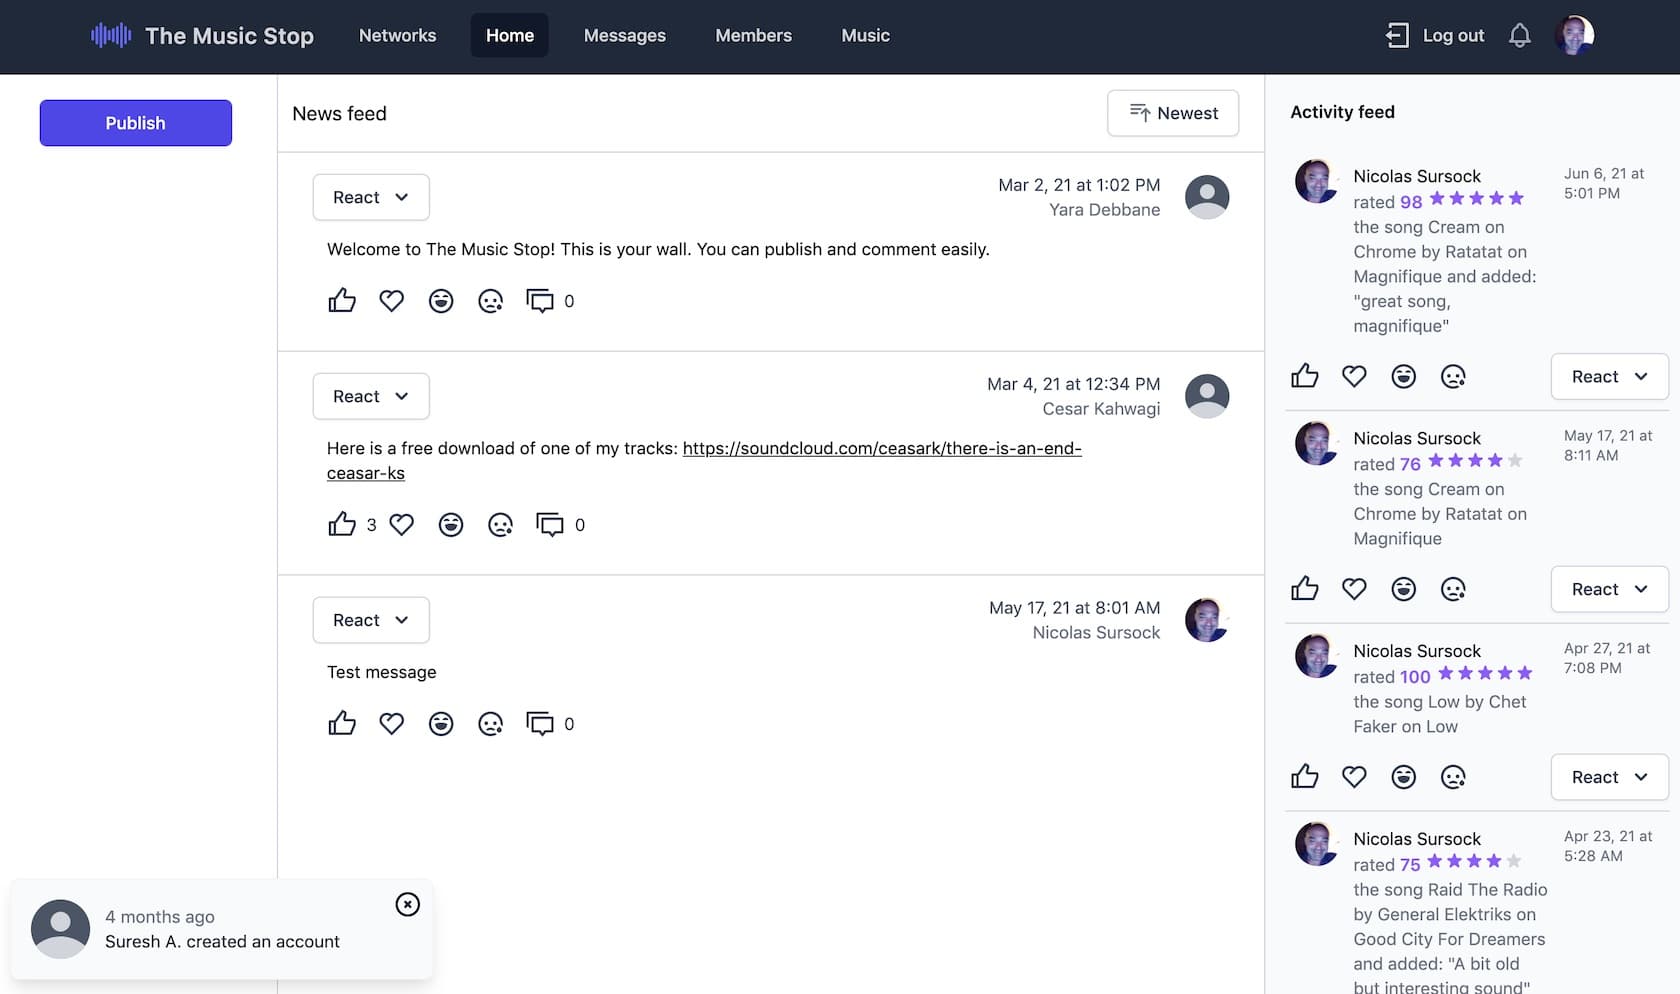 The Music Stop
Networks
Home
Messages
Members
Music
Log out
Publish
News feed
Newest
React
Mar 2, 21 at 1:02 PM
Yara Debbane
Welcome to The Music Stop! This is your wall. You can publish and comment easily.
0
React
Mar 4, 21 at 12:34 PM
Cesar Kahwagi
Here is a free download of one of my tracks: https://soundcloud.com/ceasark/there-is-an-end-
ceasar-ks
3
0
React
May 17, 21 at 8:01 AM
Nicolas Sursock
Test message
0
4 months ago
Suresh A. created an account
Activity feed
Nicolas Sursock
rated 98
the song Cream on
Chrome by Ratatat on
Magnifique and added:
"great song,
magnifique"
Jun 6, 21 at
5:01 PM
React
Nicolas Sursock
rated 76
the song Cream on
Chrome by Ratatat on
Magnifique
May 17, 21 at
8:11 AM
React
Nicolas Sursock
rated 100
the song Low by Chet
Faker on Low
Apr 27, 21 at
7:08 PM
React
Nicolas Sursock
rated 75
the song Raid The Radio
by General Elektriks on
Good City For Dreamers
and added: "A bit old
but interesting sound"
Apr 23, 21 at
5:28 AM